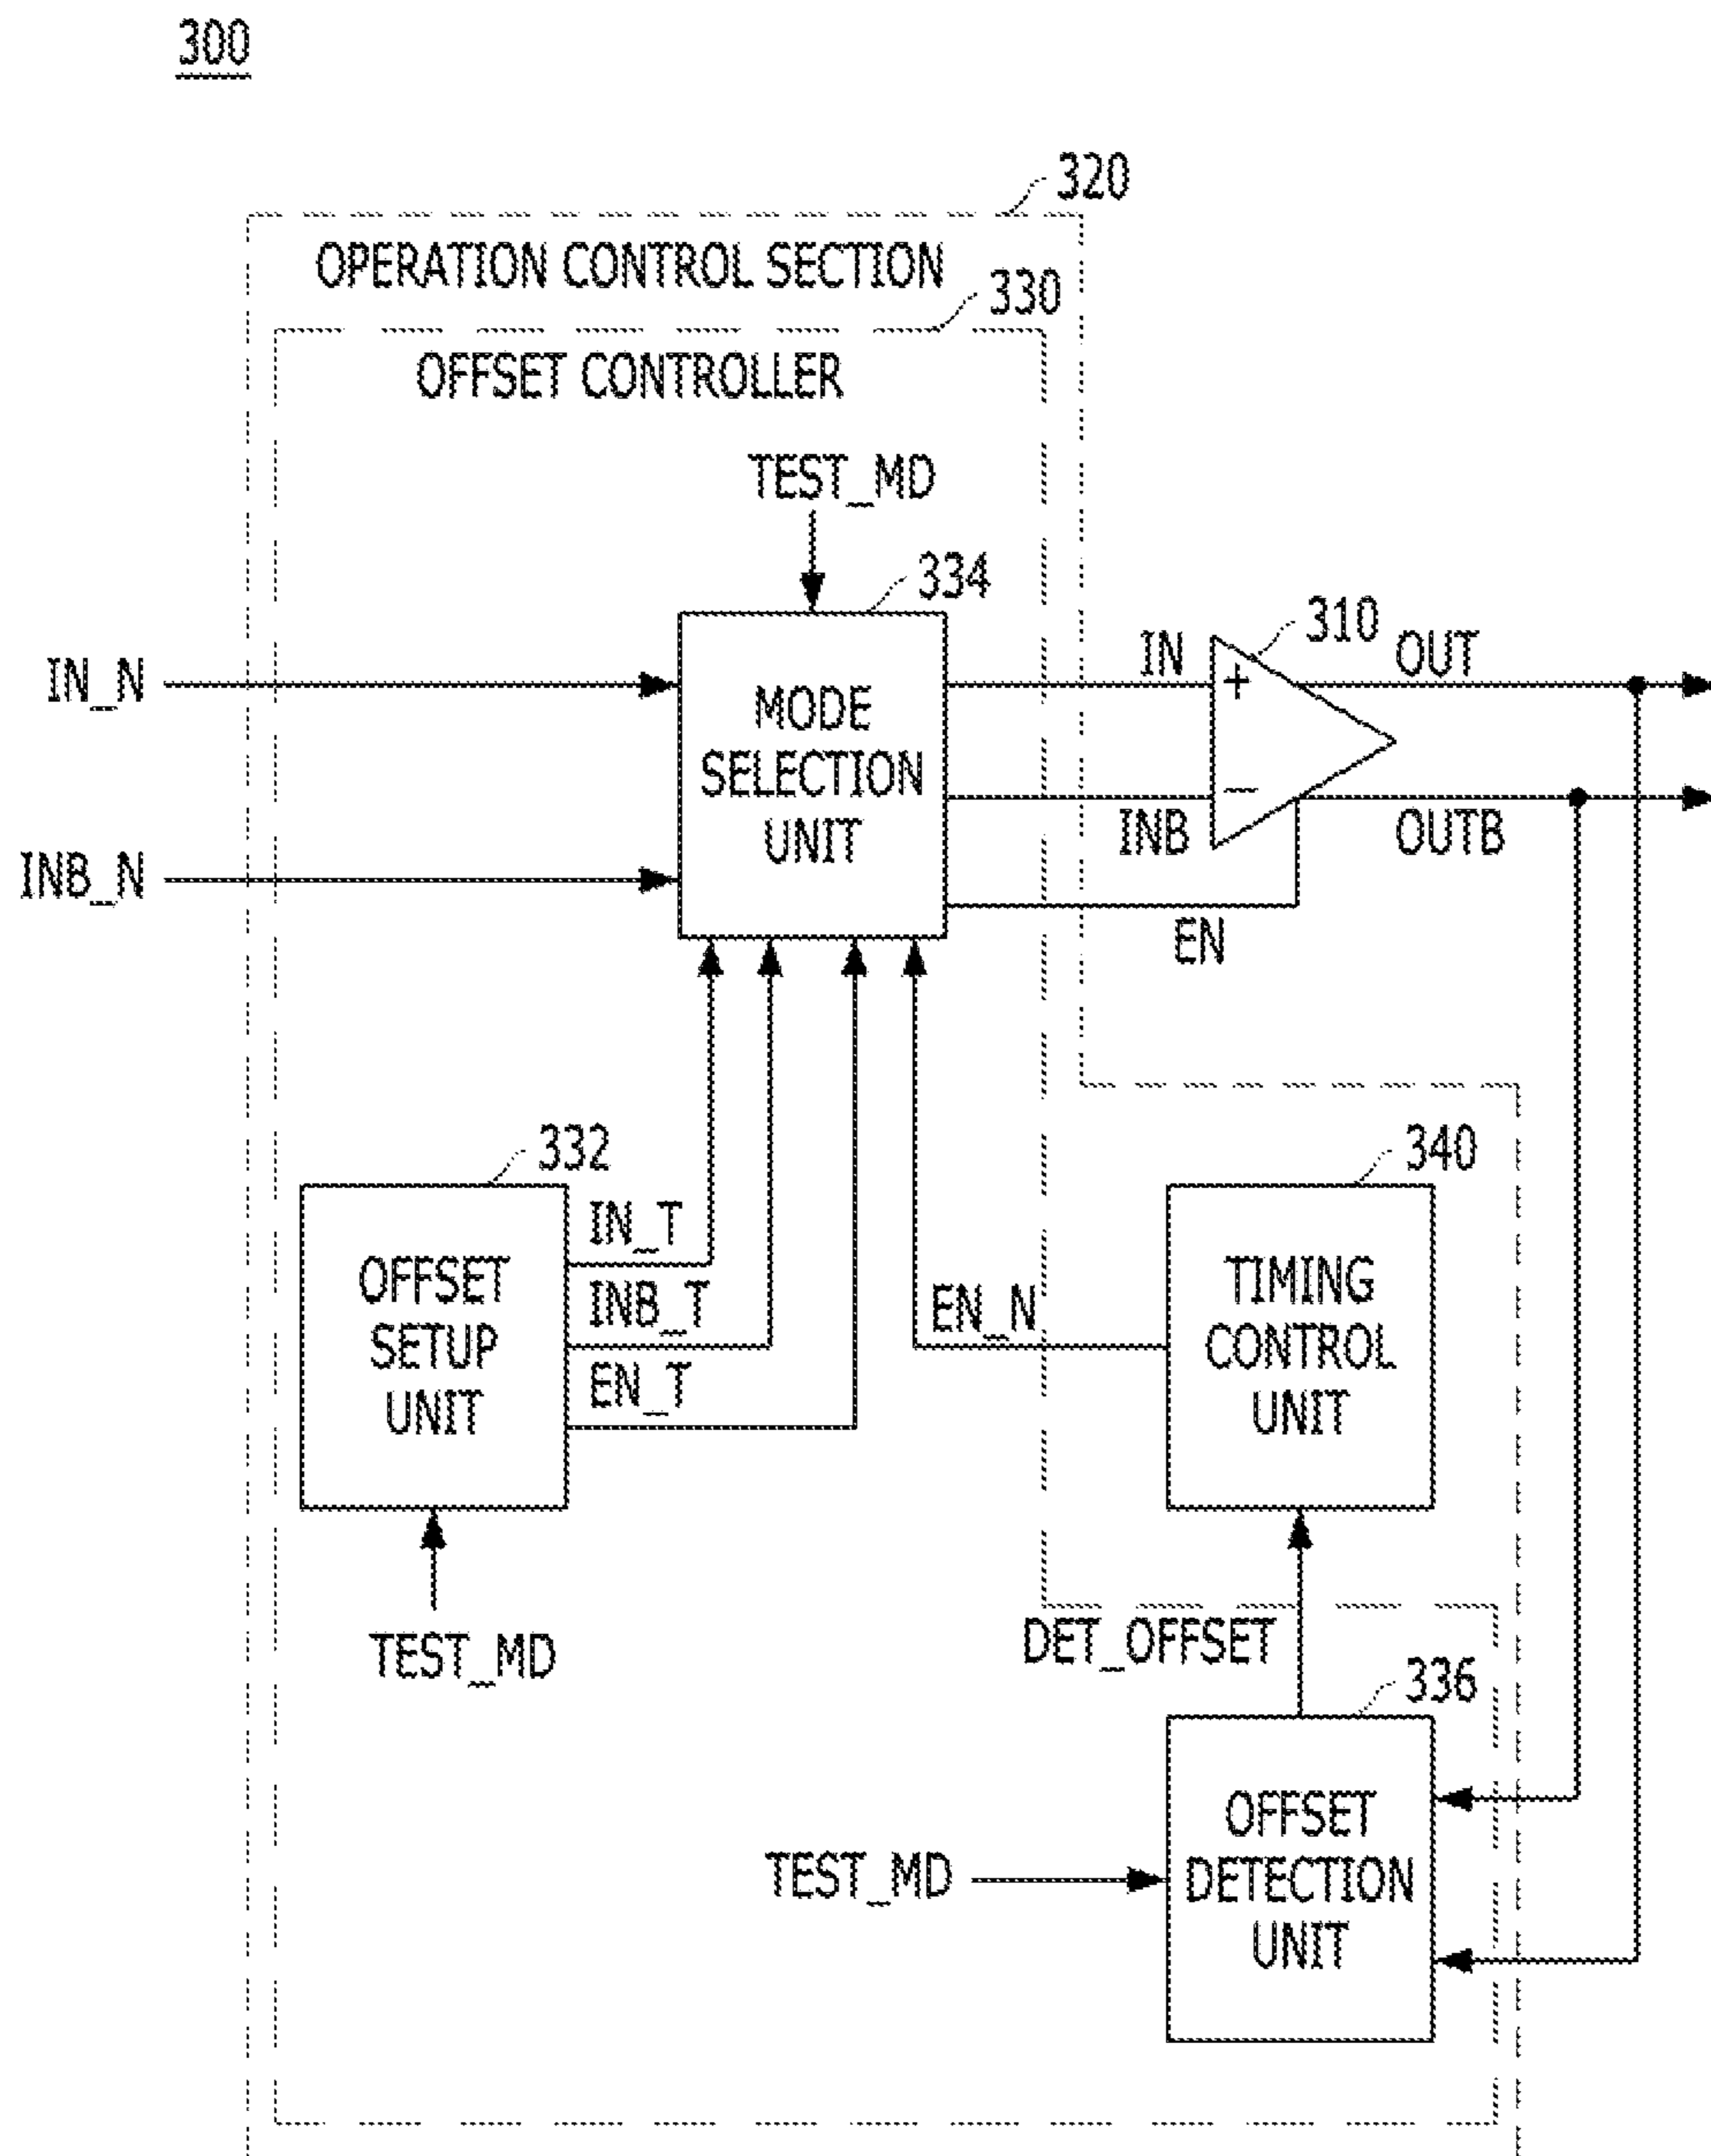 300
320
OPERATION CONTROL SECTION
330
OFFSET CONTROLLER
TEST_MD
334
310
IN_N
IN
+
OUT
MODE
SELECTION
UNIT
INB_N
−
INB
OUTB
EN
332
340
IN_T
INB_T
EN_T
OFFSET
SETUP
UNIT
EN_N
TIMING
CONTROL
UNIT
TEST_MD
DET_OFFSET
336
TEST_MD
OFFSET
DETECTION
UNIT